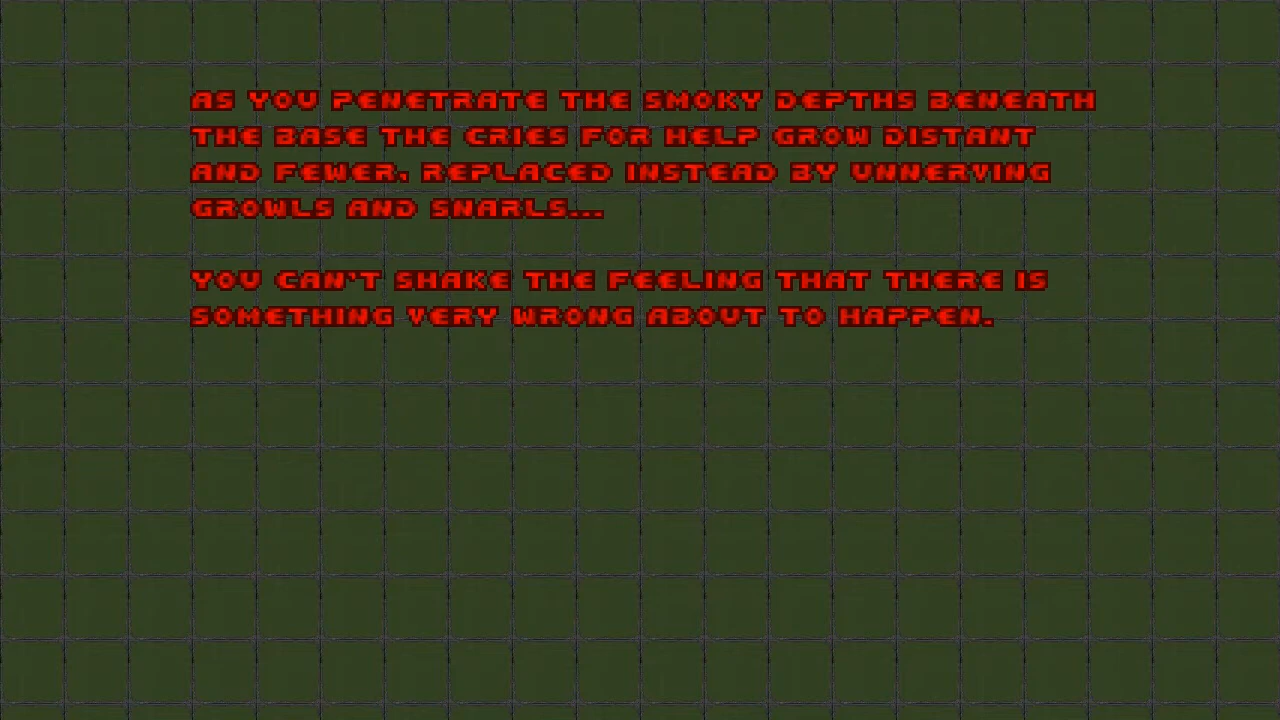 AS YOU PENETRATE THE SMOKY DEPTHS BENEATH
THE BASE THE CRIES FOR HELP GROW DISTANT
AND FEWER, REPLACED INSTEAD BY UNNERVING
GROWLS AND SNARLS...
YOU CAN'T SHAKE THE FEELING THAT THERE IS
SOMETHING VERY WRONG ABOUT TO HAPPEN.